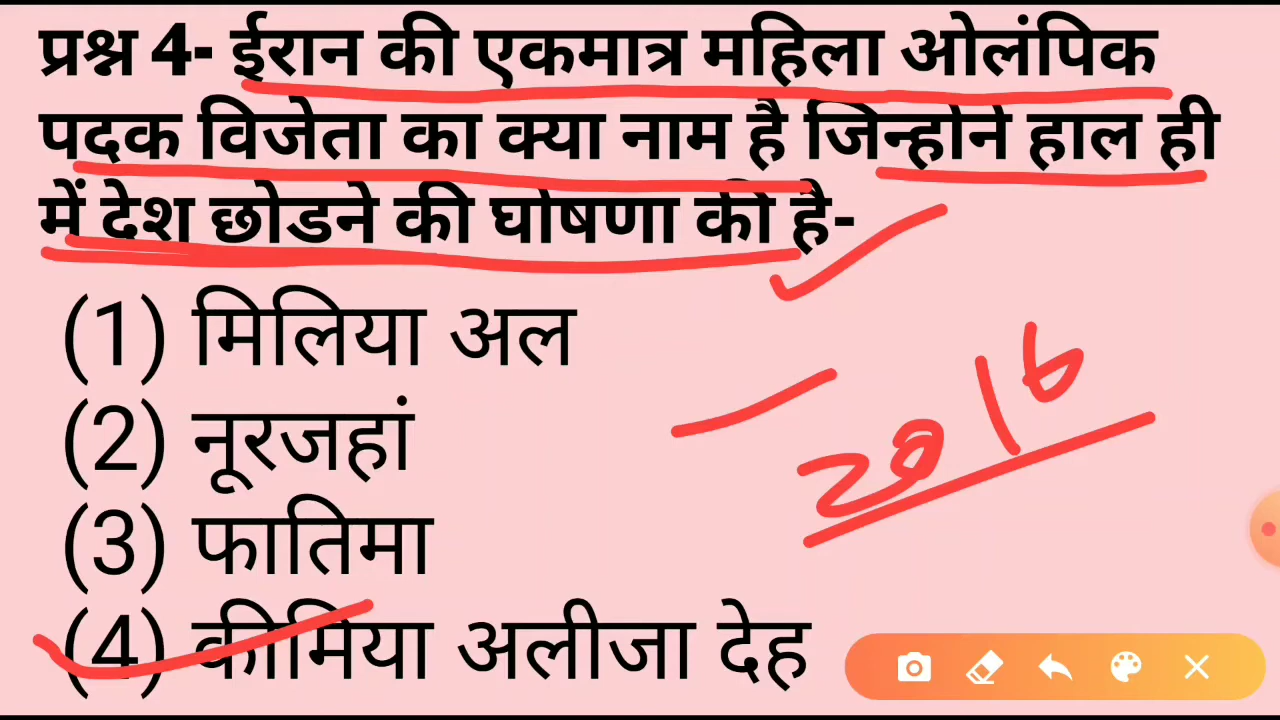 प्रश्न 4- ईरान की एकमात्र महिला ओलंपिक
पदक विजेता का क्या नाम है जिन्होने हाल ही
में देश छोडने की घोषणा की है-
(1) मिलिया अल
(2) नूरजहां
2016
(3) फातिमा
(4) कीमिया अलीजा देह